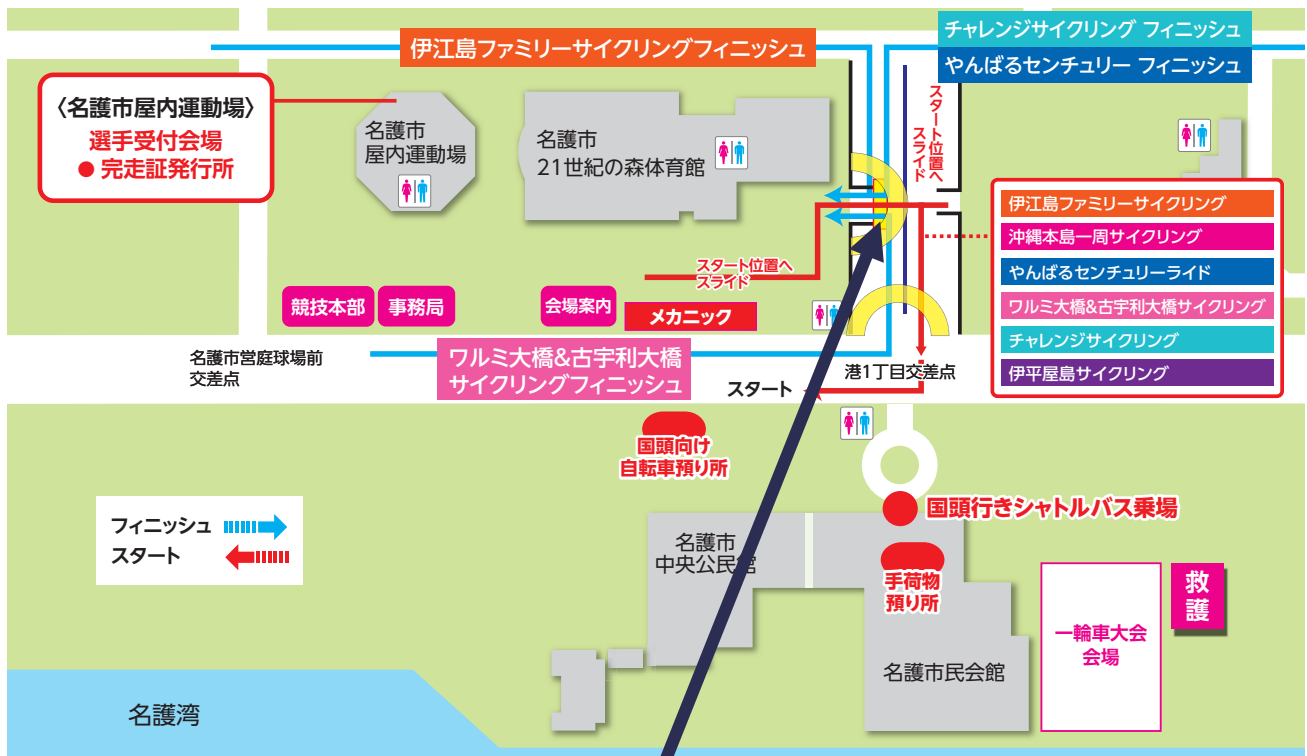 伊江島ファミリーサイクリングフィニッシュ
チャレンジサイクリング フィニッシュ
やんばるセンチュリー フィニッシュ
〈名護市屋内運動場〉
選手受付会場
● 完走証発行所
名護市
屋内運動場
名護市
21世紀の森体育館
スタート位置へ
スライド
伊江島ファミリーサイクリング
沖縄本島一周サイクリング
やんばるセンチュリーライド
ワルミ大橋&古宇利大橋サイクリング
チャレンジサイクリング
伊平屋島サイクリング
スタート位置へ
スライド
競技本部
事務局
会場案内
メカニック
名護市営庭球場前
交差点
ワルミ大橋&古宇利大橋
サイクリングフィニッシュ
スタート
港1丁目交差点
国頭向け
自転車預り所
フィニッシュ
スタート
国頭行きシャトルバス乗場
名護市
中央公民館
手荷物
預り所
救護
一輪車大会
会場
名護市民会館
名護湾